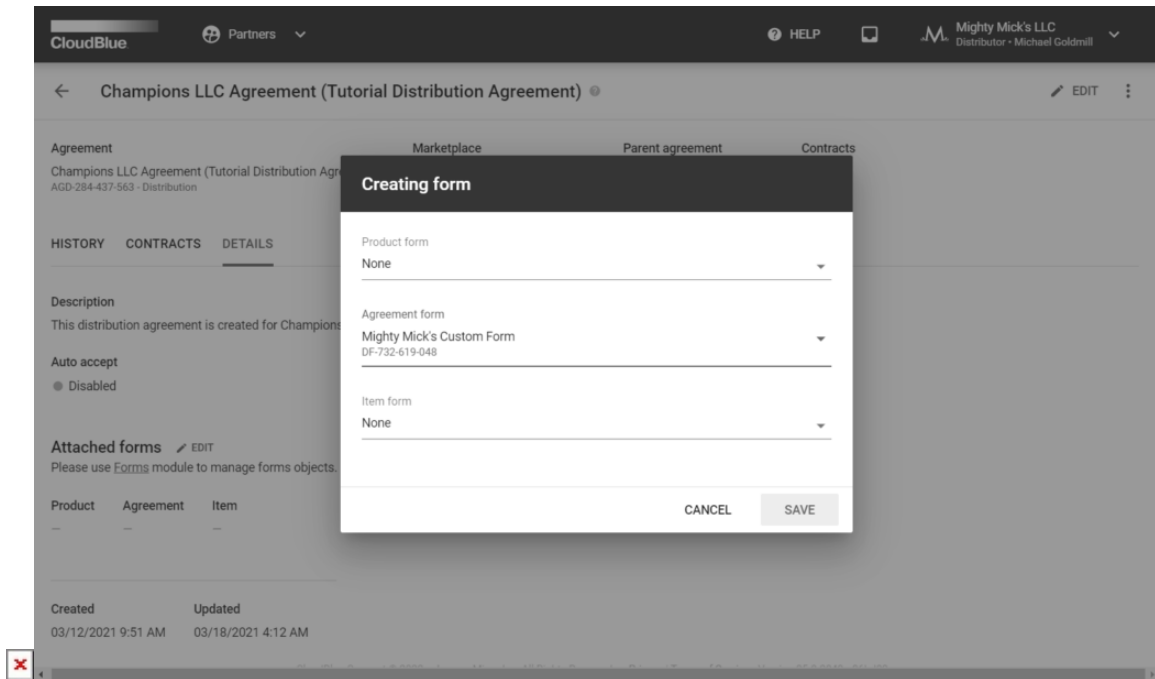 CloudBlue
Partners
HELP
Mighty Mick's LLC
Distributor • Michael Goldmill
Champions LLC Agreement (Tutorial Distribution Agreement)
EDIT
Agreement
Marketplace
Parent agreement
Contracts
Champions LLC Agreement (Tutorial Distribution Agre
AGD-284-437-563 - Distribution
Creating form
Product form
None
Agreement form
Mighty Mick's Custom Form
DF-732-619-048
Item form
None
CANCEL
SAVE
HISTORY
CONTRACTS
DETAILS
Description
This distribution agreement is created for Champions
Auto accept
Disabled
Attached forms
EDIT
Please use Forms module to manage forms objects.
Product
Agreement
Item
—
—
—
Created
Updated
03/12/2021 9:51 AM
03/18/2021 4:12 AM